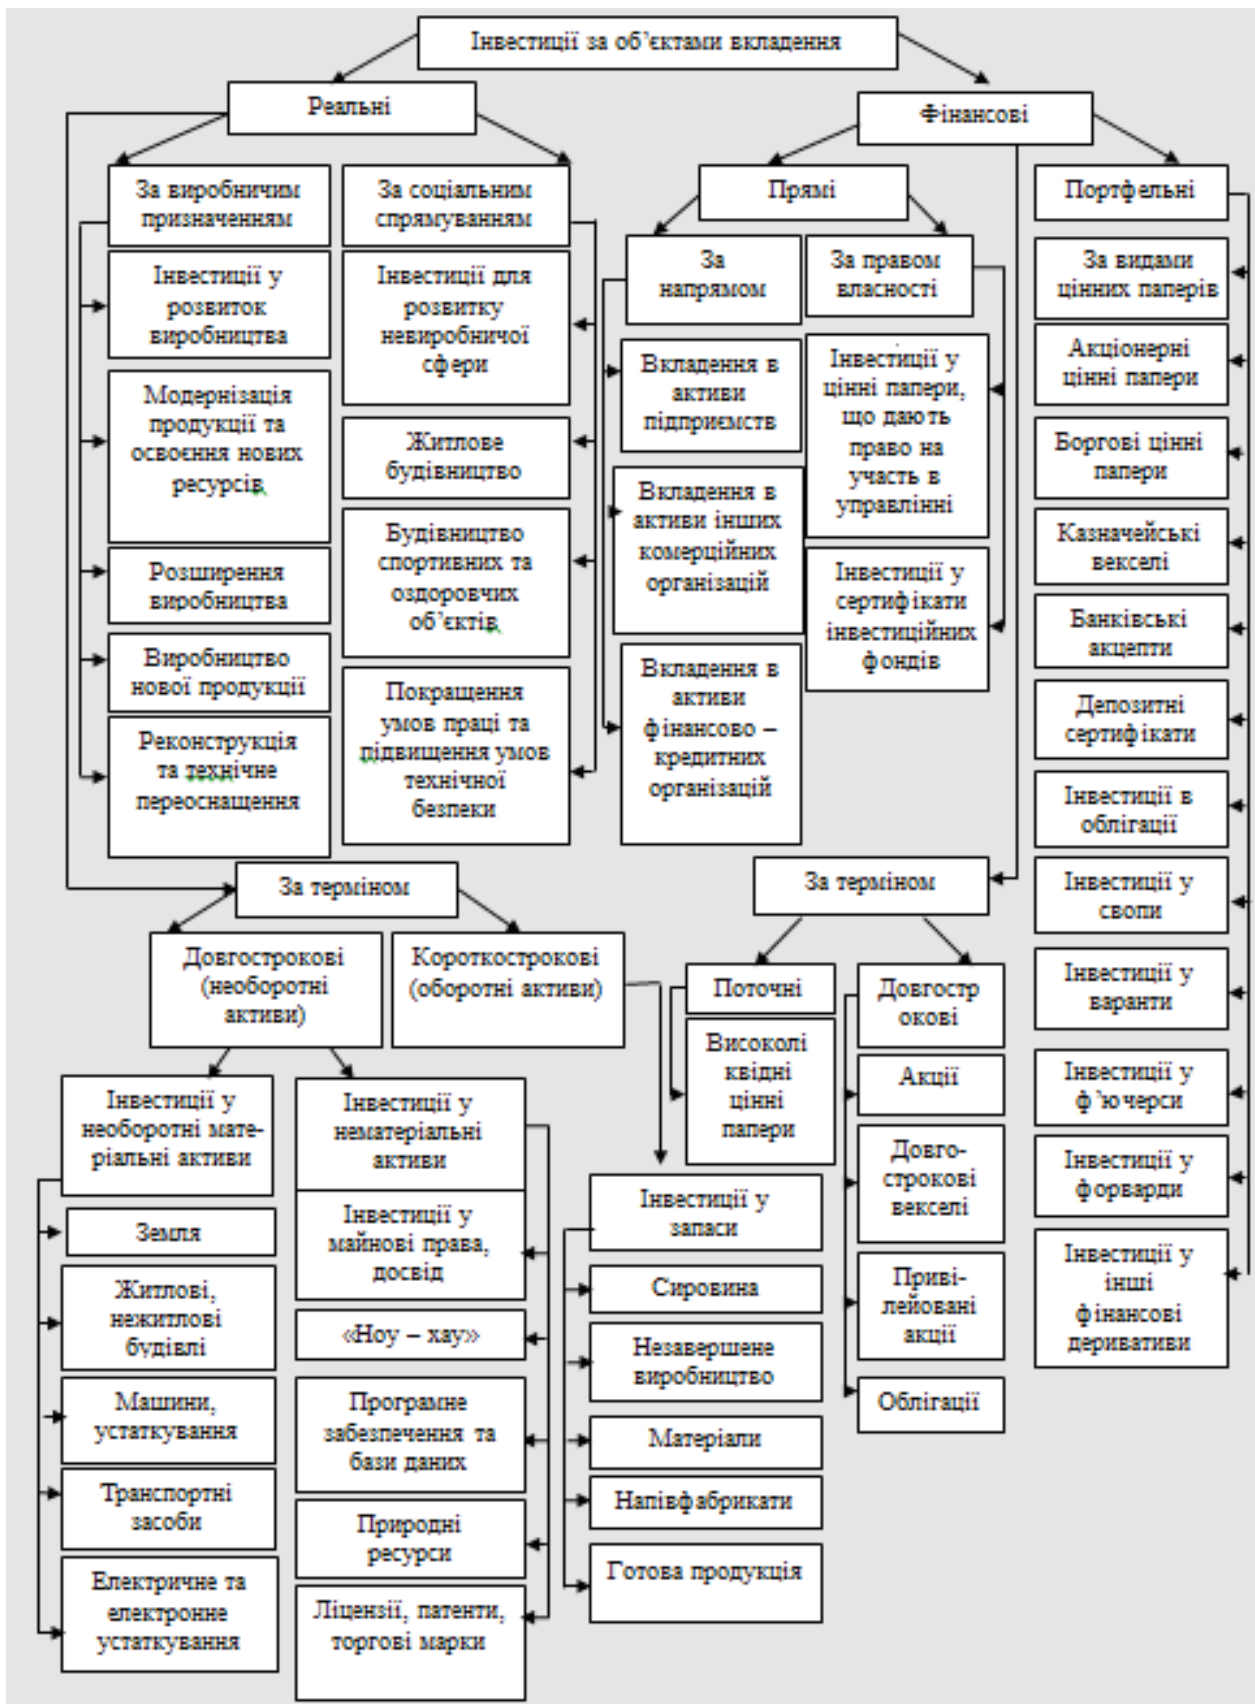 Інвестиції за об’єктами вкладення
Реальні
Фінансові
За виробничим
призначенням
За соціальним
спрямуванням
Прямі
Портфельні
Інвестиції у
розвиток
виробництва
Модернізація
продукції та
освоєння нових
ресурсів
Розширення
виробництва
Виробництво
нової продукції
Реконструкція
та технічне
переоснащення
Інвестиції для
розвитку
невиробничої
сфери
Житлове
будівництво
Будівництво
спортивних та
оздоровчих
об’єктів
Покращення
умов праці та
підвищення умов
технічної
безпеки
За
напрямом
Вкладення в
активи
підприємств
Вкладення в
активи інших
комерційних
організацій
Вкладення в
активи
фінансово –
кредитних
організацій
За правом
власності
Інвестиції у
цінні папери,
що дають
право на
участь в
управлінні
Інвестиції у
сертифікати
інвестиційних
фондів
За видами
цінних паперів
Акціонерні
цінні папери
Боргові цінні
папери
Казначейські
векселі
Банківські
акцепти
Депозитні
сертифікати
Інвестиції в
облігації
Інвестиції у
свопи
Інвестиції у
варанти
Інвестиції у
ф’ючерси
Інвестиції у
форварди
Інвестиції у
інші
фінансові
деривативи
За терміном
Довгострокові
(необоротні
активи)
Короткострокові
(оборотні активи)
Інвестиції у
необоротні мате-
ріальні активи
Земля
Житлові,
нежитлові
будівлі
Машини,
устаткування
Транспортні
засоби
Електричне та
електронне
устаткування
Інвестиції у
нематеріальні
активи
Інвестиції у
майнові права,
досвід
«Ноу – хау»
Програмне
забезпечення та
бази даних
Природні
ресурси
Ліцензії, патенти,
торгові марки
Інвестиції у
запаси
Сировина
Незавершене
виробництво
Матеріали
Напівфабрикати
Готова продукція
За терміном
Поточні
Високолі
квідні
цінні
папери
Довгостр
окові
Акції
Довго-
строкові
векселі
Приві-
лейовані
акції
Облігації